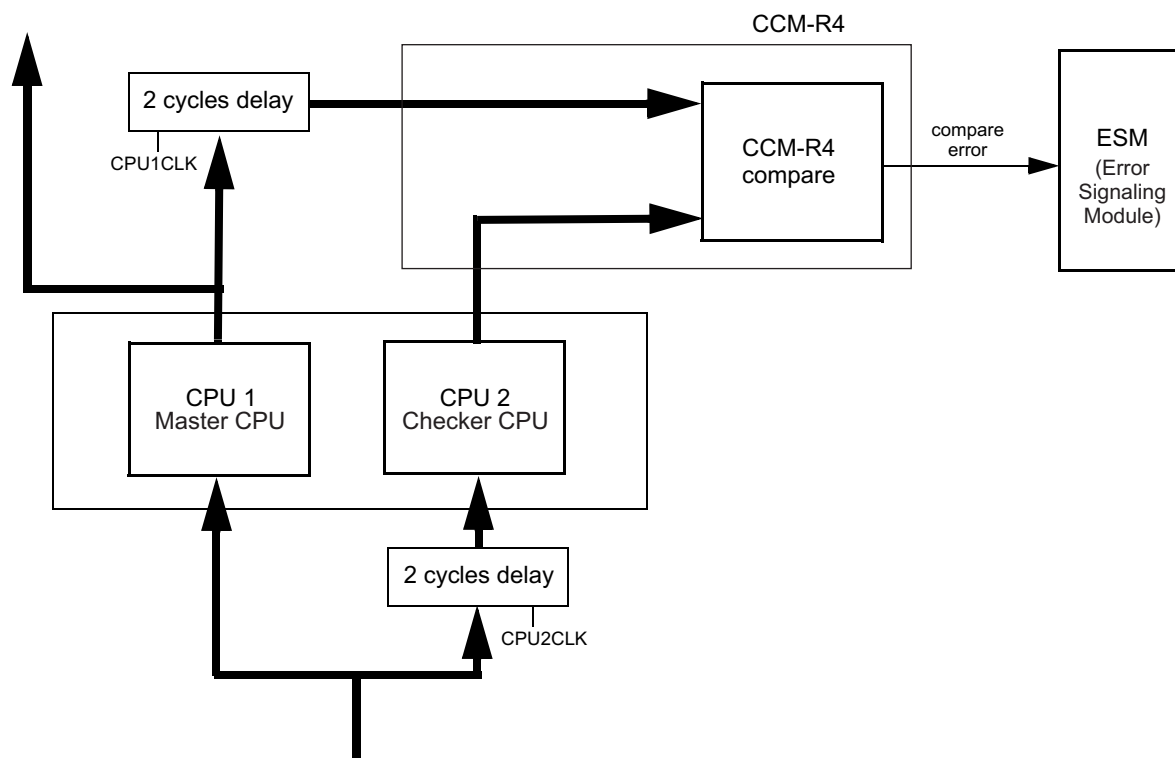 CCM-R4
2 cycles delay
CPU1CLK
CCM-R4
compare
compare
error
ESM
(Error
Signaling
Module)
CPU 1
Master CPU
CPU 2
Checker CPU
2 cycles delay
CPU2CLK